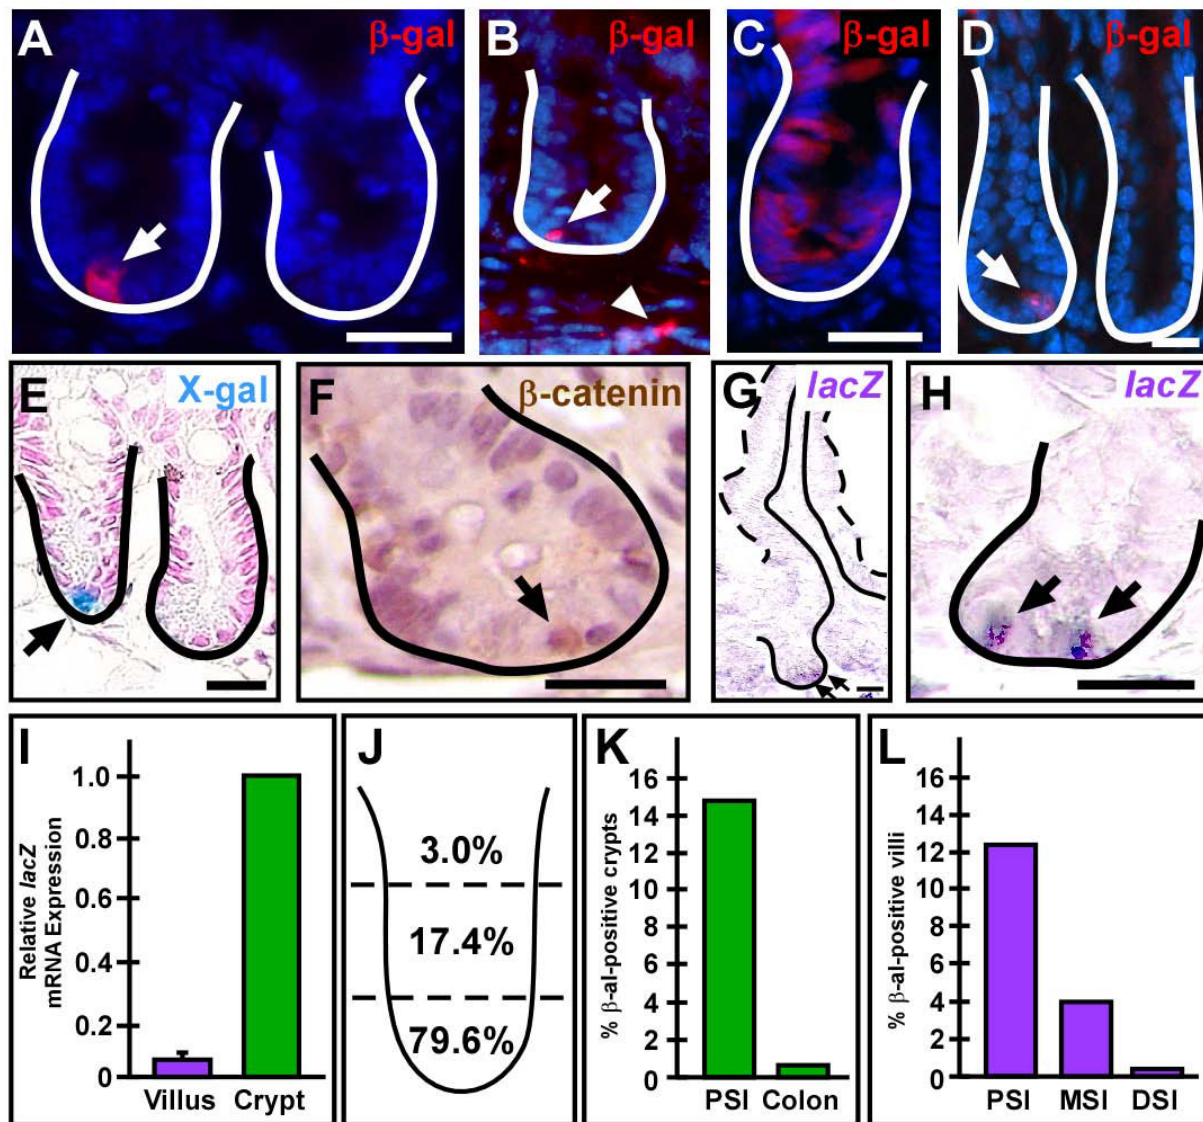 A β-gal
B β-gal
C β-gal
D β-gal
E X-gal
F β-catenin
G lacZ
H lacZ
I
Relative lacZ
mRNA Expression
1.0
0.8
0.6
0.4
0.2
0
Villus Crypt
J
3.0%
17.4%
79.6%
K
% β-al-positive crypts
16
14
12
10
8
6
4
2
0
PSI Colon
L
% β-al-positive villi
16
14
12
10
8
6
4
2
0
PSI MSI DSI